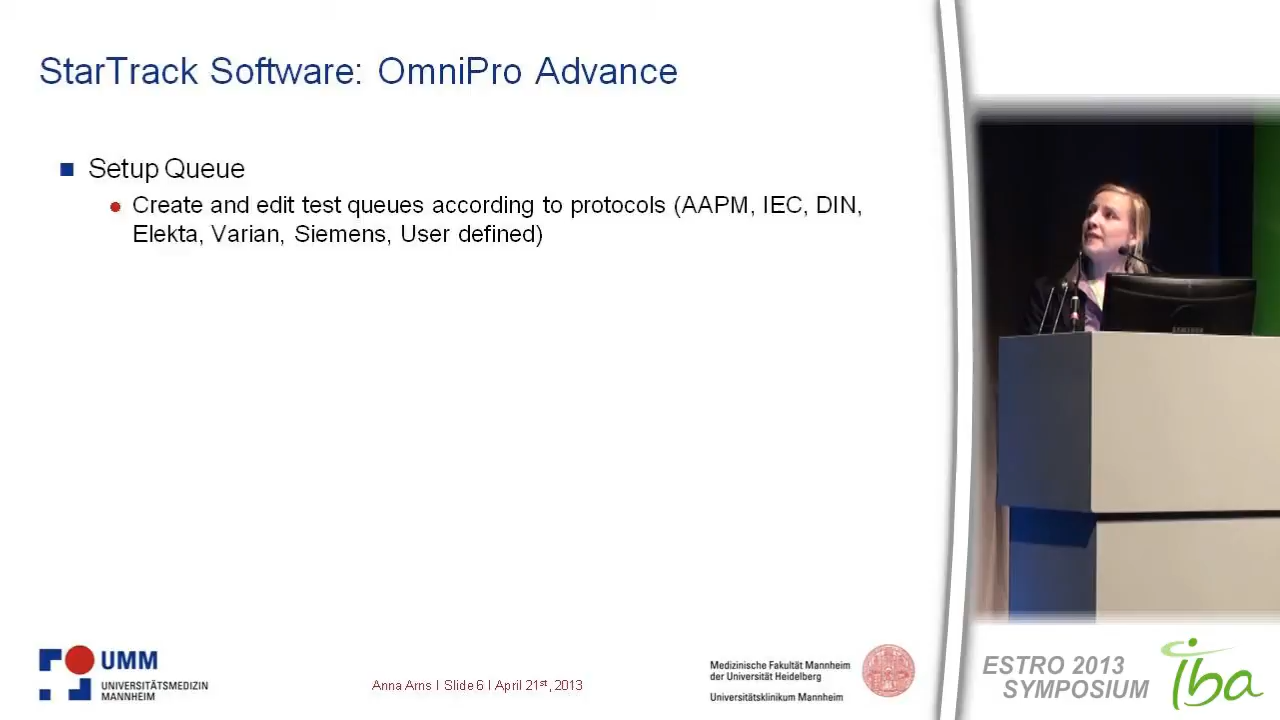 StarTrack Software: OmniPro Advance
Setup Queue
Create and edit test queues according to protocols (AAPM, IEC, DIN,
Elekta, Varian, Siemens, User defined)
UMM
UNIVERSITÄTSMEDIZIN
MANNHEIM
Anna Arns I Slide 6 I April 21st, 2013
Medizinische Fakultät Mannheim
der Universität Heidelberg
Universitätsklinikum Mannheim
ESTRO 2013
SYMPOSIUM
iba
SAMSUNG